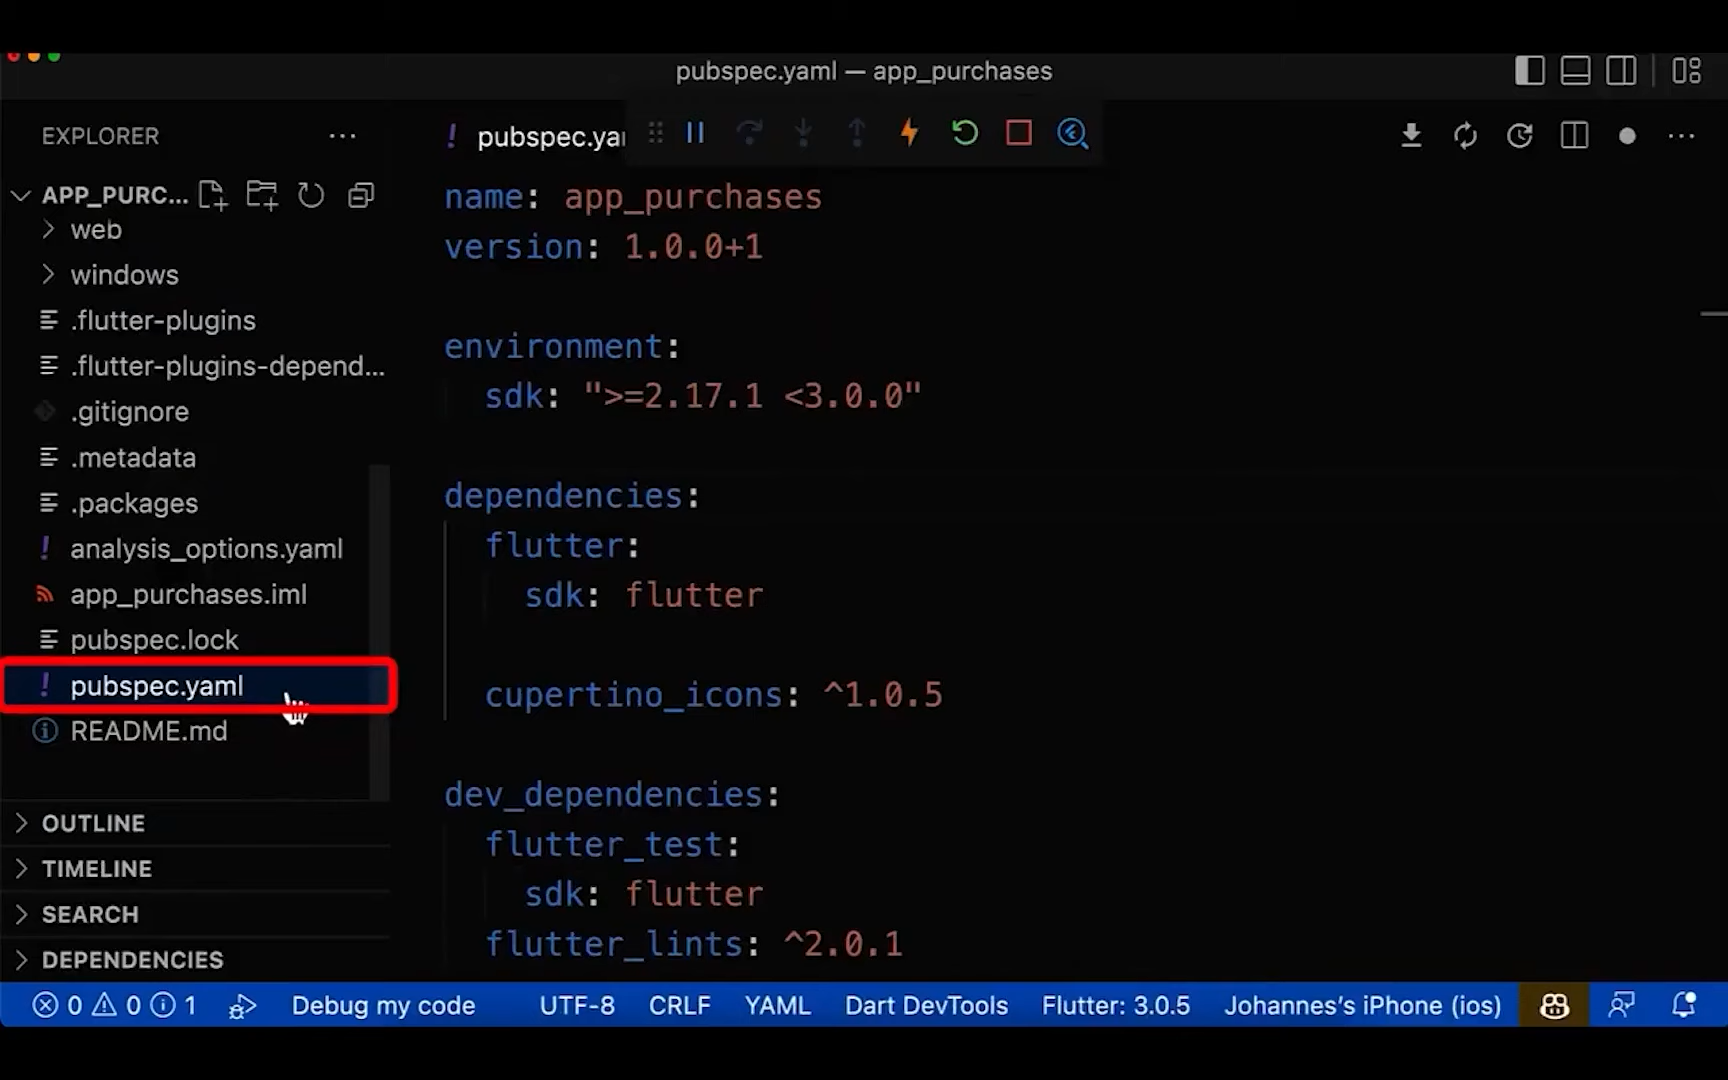 pubspec.yaml — app_purchases
EXPLORER
pubspec.ya
APP_PURC...
web
windows
.flutter-plugins
.flutter-plugins-depend...
.gitignore
.metadata
.packages
analysis_options.yaml
app_purchases.iml
pubspec.lock
pubspec.yaml
README.md
OUTLINE
TIMELINE
SEARCH
DEPENDENCIES
name: app_purchases
version: 1.0.0+1
environment:
sdk: ">=2.17.1 <3.0.0"
dependencies:
flutter:
sdk: flutter
cupertino_icons: ^1.0.5
dev_dependencies:
flutter_test:
sdk: flutter
flutter_lints: ^2.0.1
0 0 1 Debug my code UTF-8 CRLF YAML Dart DevTools Flutter: 3.0.5 Johannes's iPhone (ios)